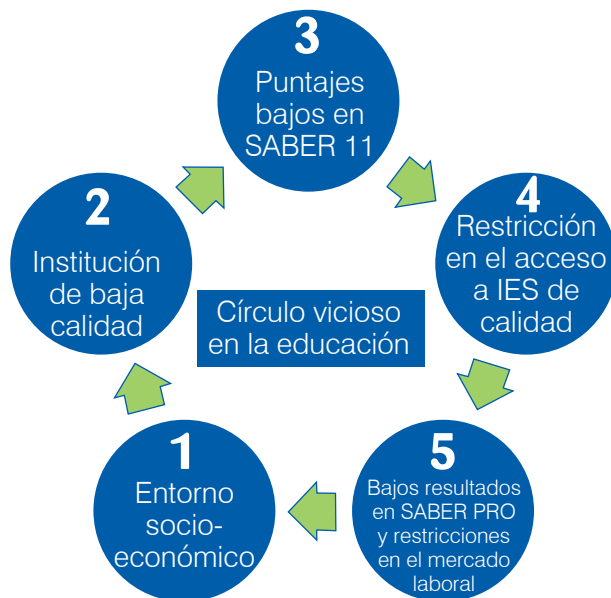 3
Puntajes
bajos en
SABER 11
2
Institución
de baja
calidad
4
Restricción
en el acceso
a IES de
calidad
Círculo vicioso
en la educación
1
Entorno
socio-
económico
5
Bajos resultados
en SABER PRO
y restricciones
en el mercado
laboral